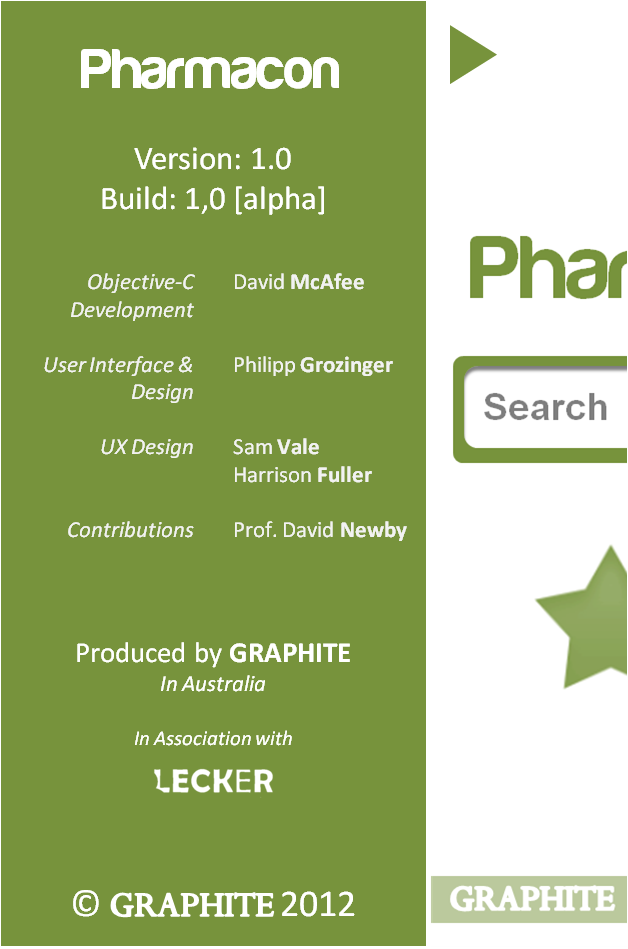 Pharmacon
Version: 1.0
Build: 1,0 [alpha]
Objective-C David McAfee
Development
User Interface & Philipp Grozinger
Design
UX Design Sam Vale
Harrison Fuller
Contributions Prof. David Newby
Produced by GRAPHITE
In Australia
In Association with
LECKER
© GRAPHITE 2012
Phar
Search
GRAPHITE